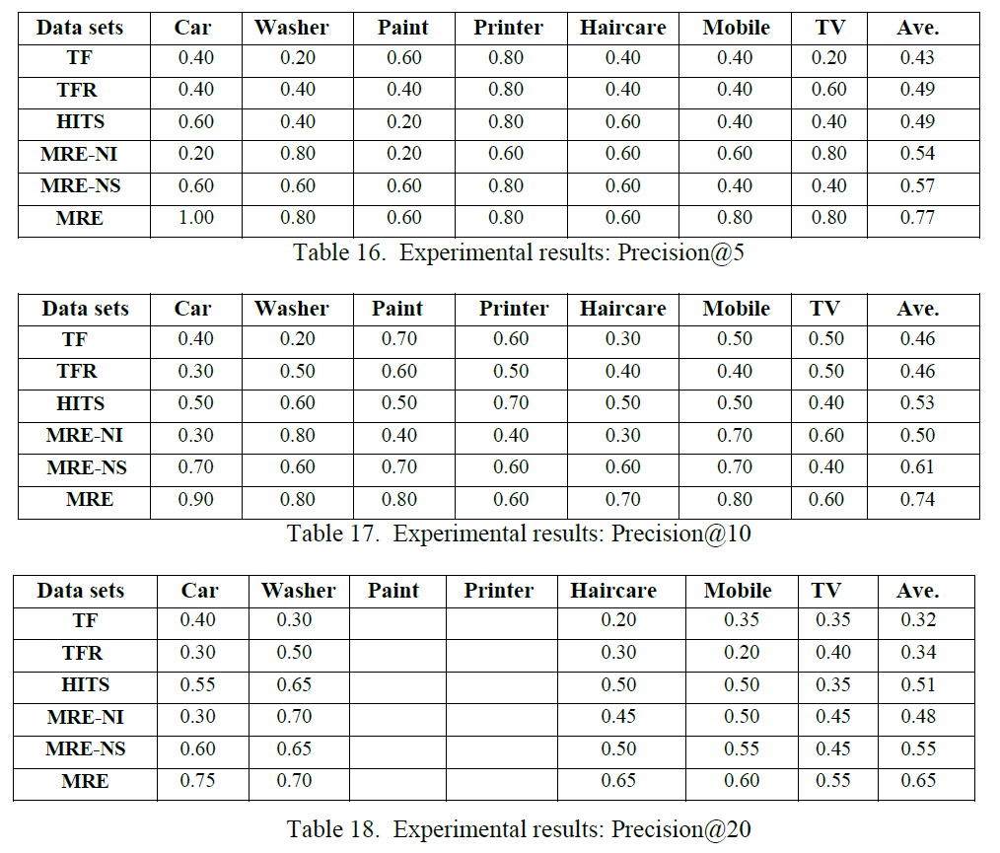 Data sets Car Washer Paint Printer Haircare Mobile TV Ave.
TF 0.40 0.20 0.60 0.80 0.40 0.40 0.20 0.43
TFR 0.40 0.40 0.40 0.80 0.40 0.40 0.60 0.49
HITS 0.60 0.40 0.20 0.80 0.60 0.40 0.40 0.49
MRE-NI 0.20 0.80 0.20 0.60 0.60 0.60 0.80 0.54
MRE-NS 0.60 0.60 0.60 0.80 0.60 0.40 0.40 0.57
MRE 1.00 0.80 0.60 0.80 0.60 0.80 0.80 0.77
Table 16. Experimental results: Precision@5
Data sets Car Washer Paint Printer Haircare Mobile TV Ave.
TF 0.40 0.20 0.70 0.60 0.30 0.50 0.50 0.46
TFR 0.30 0.50 0.60 0.50 0.40 0.40 0.50 0.46
HITS 0.50 0.60 0.50 0.70 0.50 0.50 0.40 0.53
MRE-NI 0.30 0.80 0.40 0.40 0.30 0.70 0.60 0.50
MRE-NS 0.70 0.60 0.70 0.60 0.60 0.70 0.40 0.61
MRE 0.90 0.80 0.80 0.60 0.70 0.80 0.60 0.74
Table 17. Experimental results: Precision@10
Data sets Car Washer Paint Printer Haircare Mobile TV Ave.
TF 0.40 0.30 0.20 0.35 0.35 0.32
TFR 0.30 0.50 0.30 0.20 0.40 0.34
HITS 0.55 0.65 0.50 0.50 0.35 0.51
MRE-NI 0.30 0.70 0.45 0.50 0.45 0.48
MRE-NS 0.60 0.65 0.50 0.55 0.45 0.55
MRE 0.75 0.70 0.65 0.60 0.55 0.65
Table 18. Experimental results: Precision@20